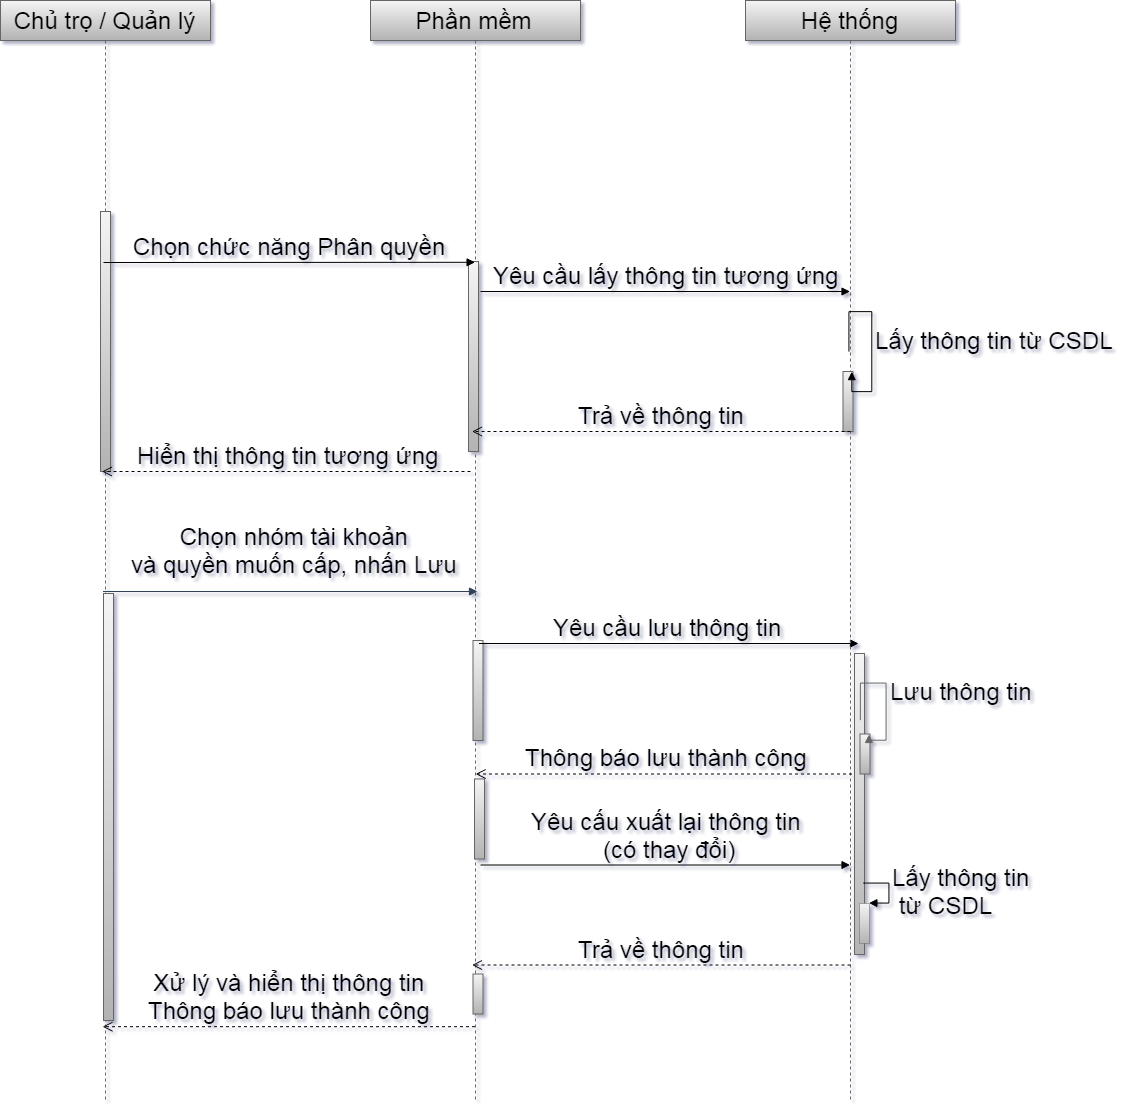 Chủ trọ / Quản lý
Phần mềm
Hệ thống
Chọn chức năng Phân quyền
Yêu cầu lấy thông tin tương ứng
Lấy thông tin từ CSDL
Trả về thông tin
Hiển thị thông tin tương ứng
Chọn nhóm tài khoản
và quyền muốn cấp, nhấn Lưu
Yêu cầu lưu thông tin
Lưu thông tin
Thông báo lưu thành công
Yêu cấu xuất lại thông tin
(có thay đổi)
Lấy thông tin
từ CSDL
Trả về thông tin
Xử lý và hiển thị thông tin
Thông báo lưu thành công